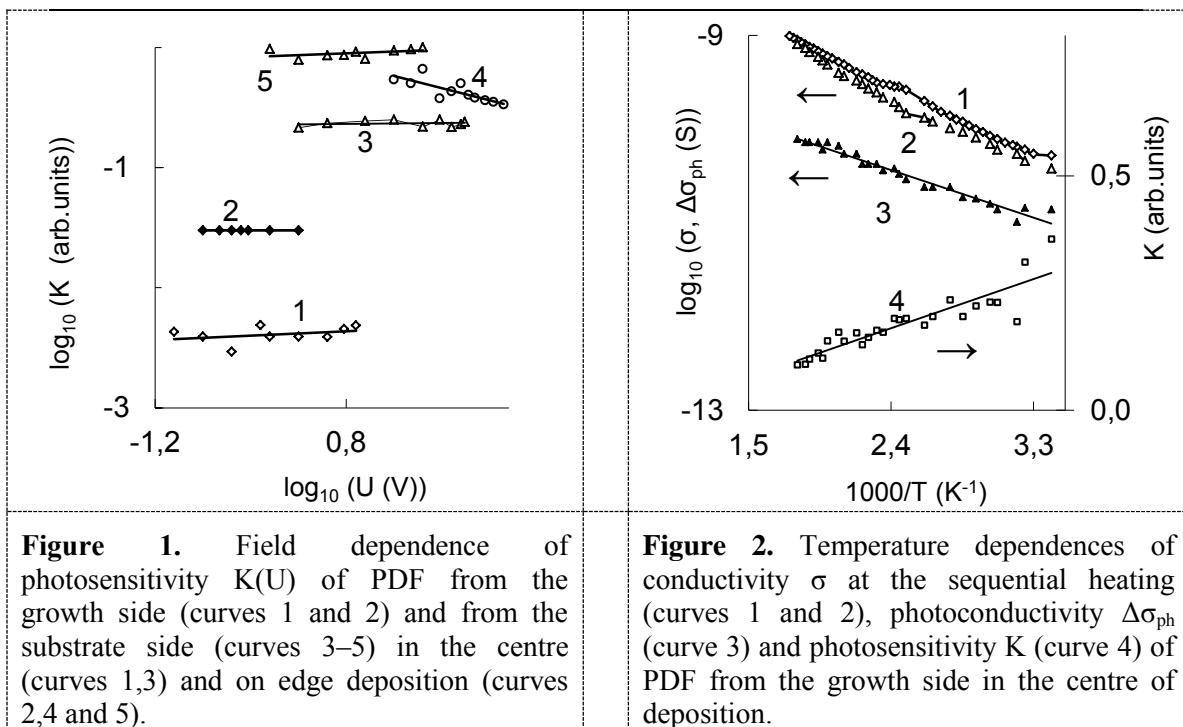 log₁₀ (K (arb.units))
-1
-3
5
4
3
2
1
-1,2
0,8
log₁₀ (U (V))
Figure 1. Field dependence of
photosensitivity K(U) of PDF from the
growth side (curves 1 and 2) and from the
substrate side (curves 3–5) in the centre
(curves 1,3) and on edge deposition (curves
2,4 and 5).
log₁₀ (σ, Δσₚₕ (S))
-9
-13
1
2
3
4
0,5
0,0
K (arb.units)
1,5
2,4
3,3
1000/T (K⁻¹)
Figure 2. Temperature dependences of
conductivity σ at the sequential heating
(curves 1 and 2), photoconductivity Δσₚₕ
(curve 3) and photosensitivity K (curve 4) of
PDF from the growth side in the centre of
deposition.